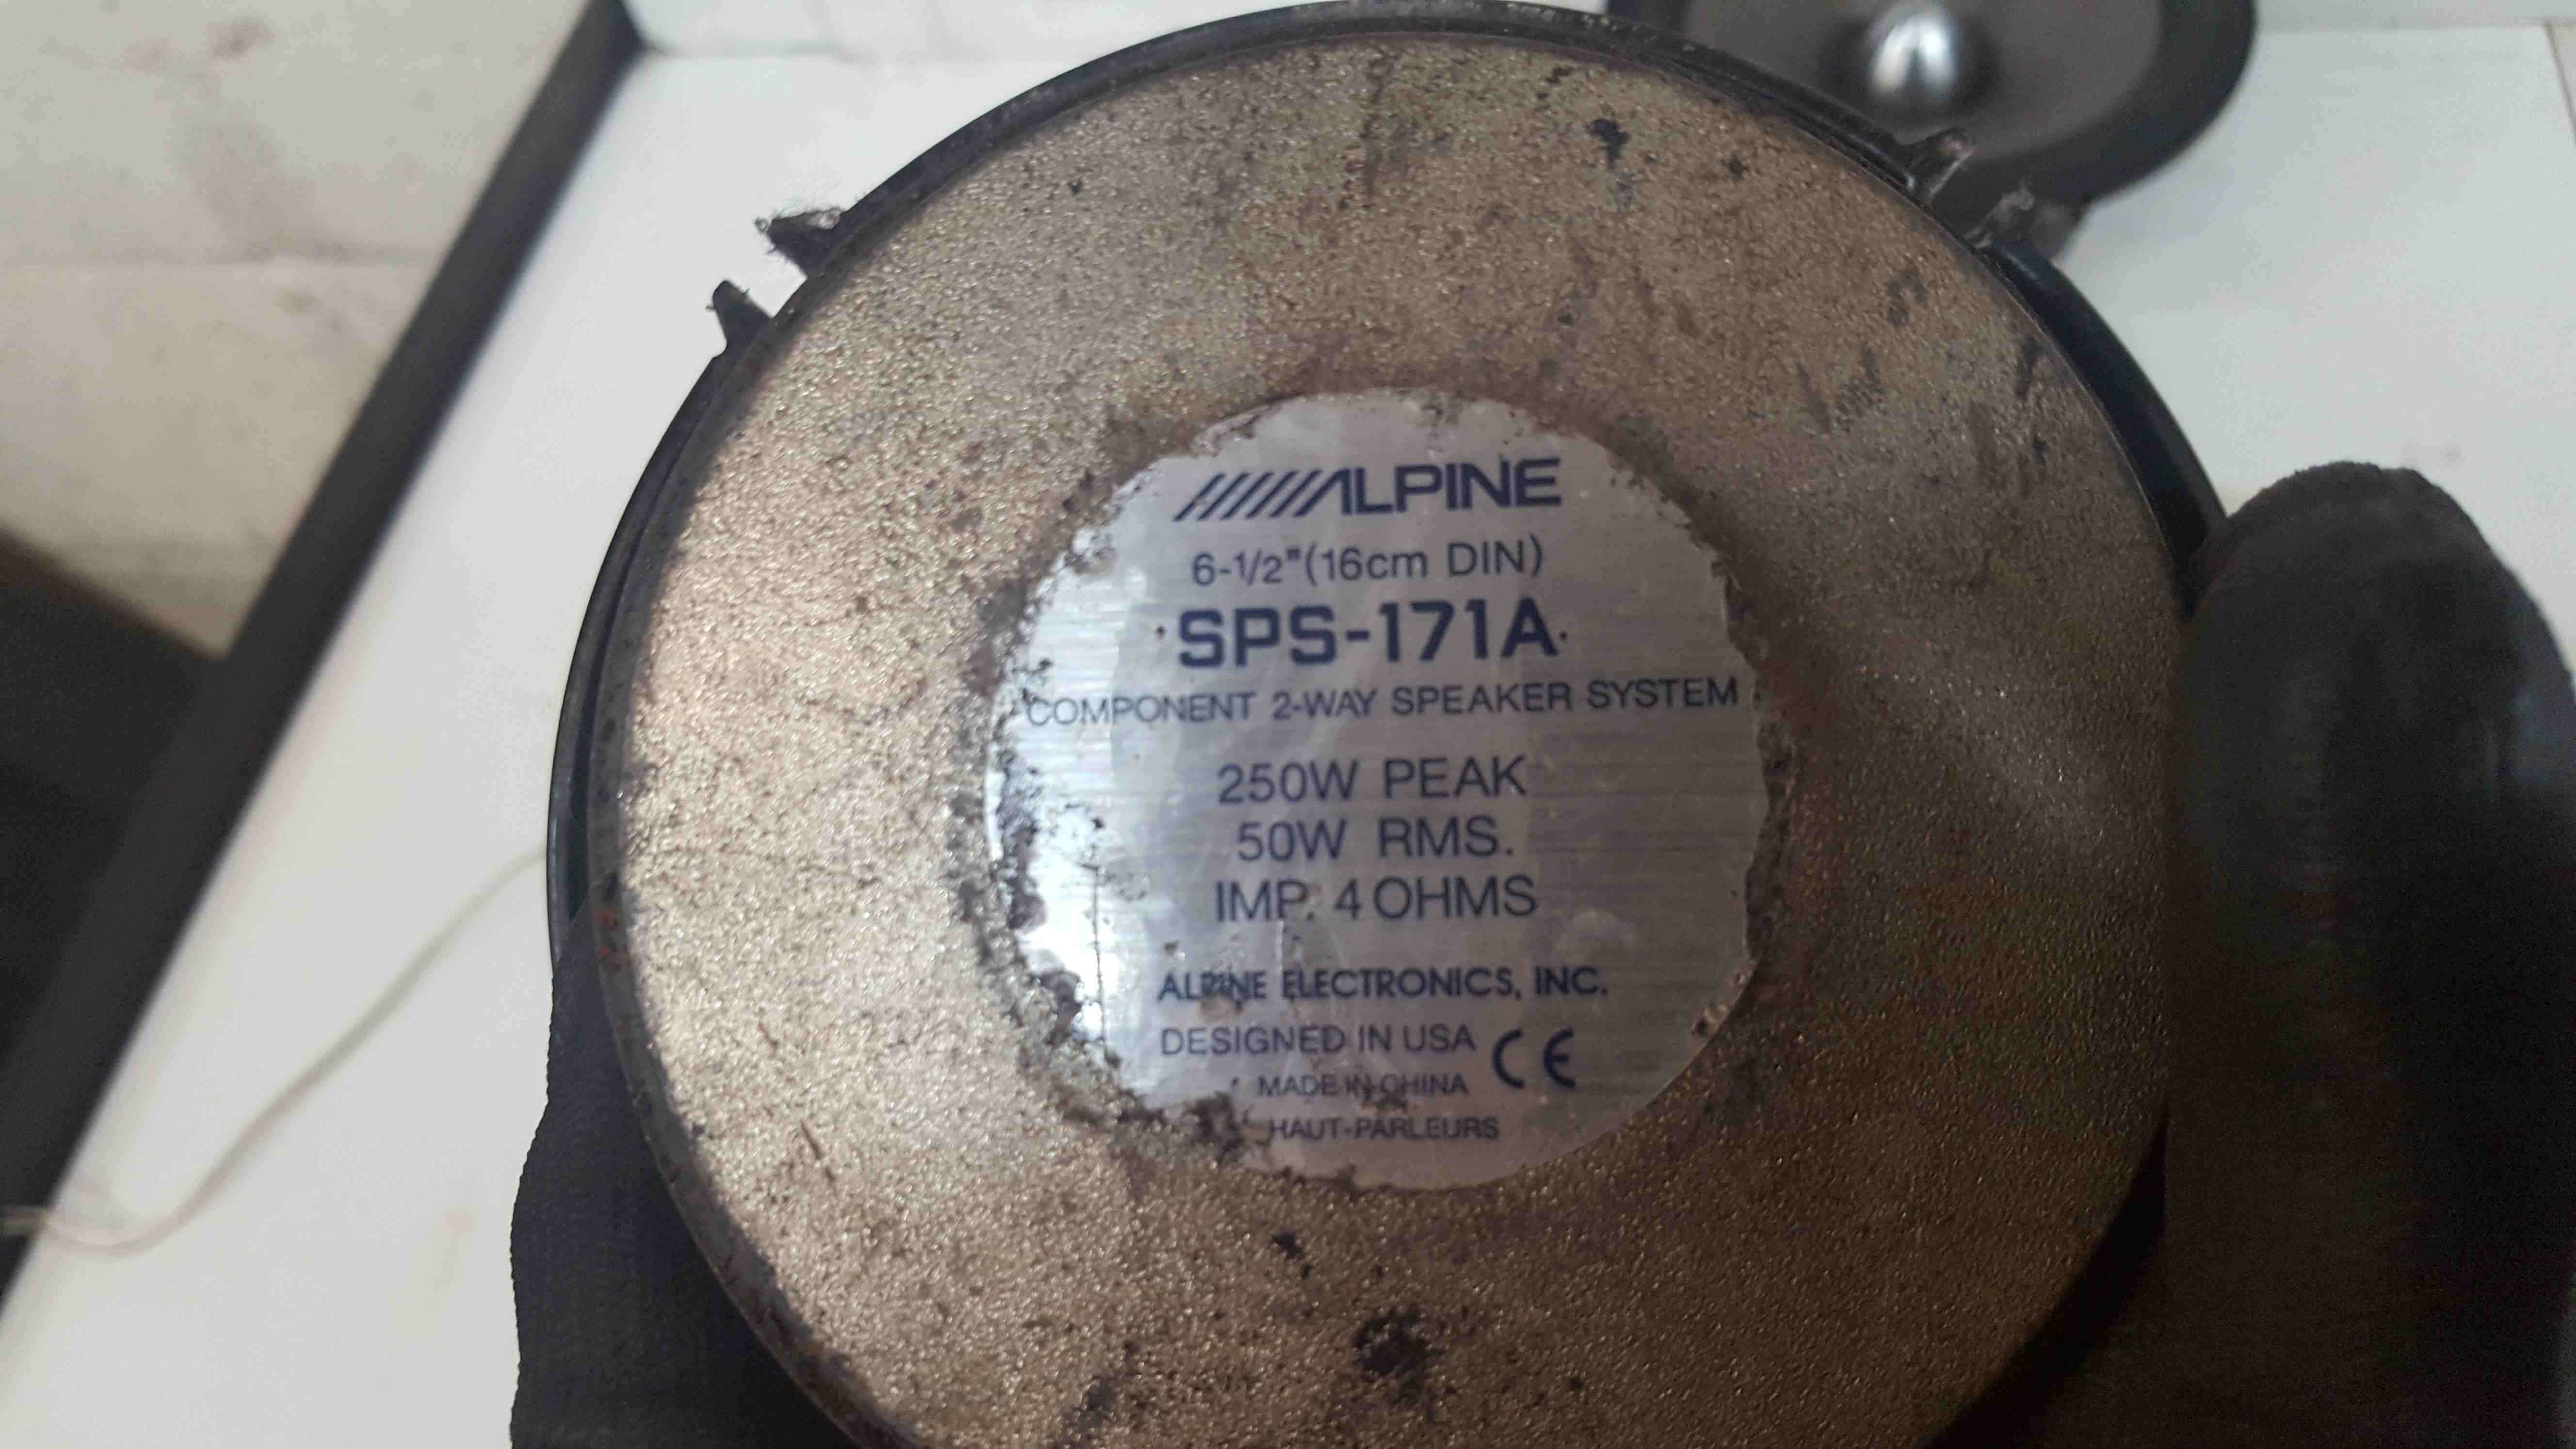 ALPINE
6-1/2"(16cm DIN)
SPS-171A
COMPONENT 2-WAY SPEAKER SYSTEM
250W PEAK
50W RMS.
IMP. 4 OHMS
ALPINE ELECTRONICS, INC.
DESIGNED IN USA CE
MADE IN CHINA
HAUT-PARLEURS